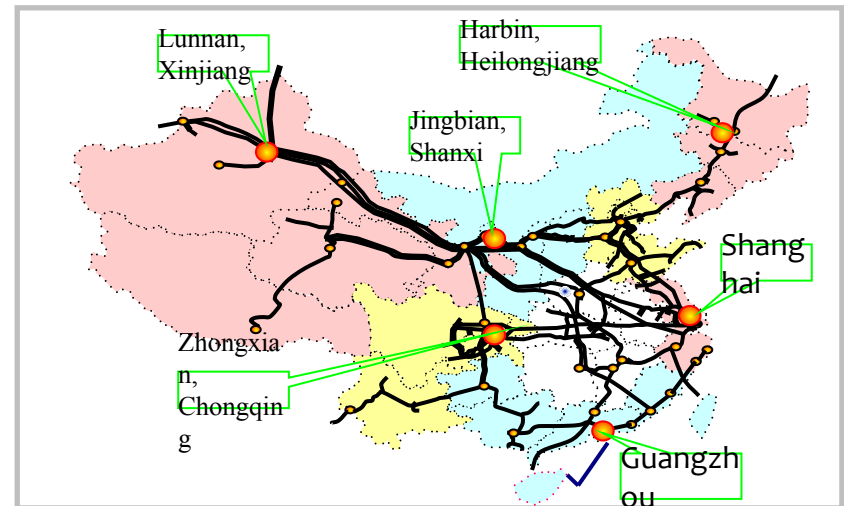 Lunnan,
Xinjiang
Harbin,
Heilongjiang
Jingbian,
Shanxi
Shang
hai
Zhongxia
n,
Chongqin
g
Guangzh
ou